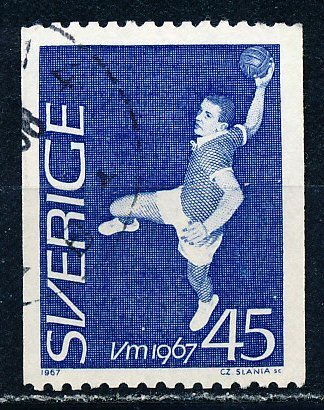 SVERIGE
Vm 1967
45
1967
CZ. SLANIA SC